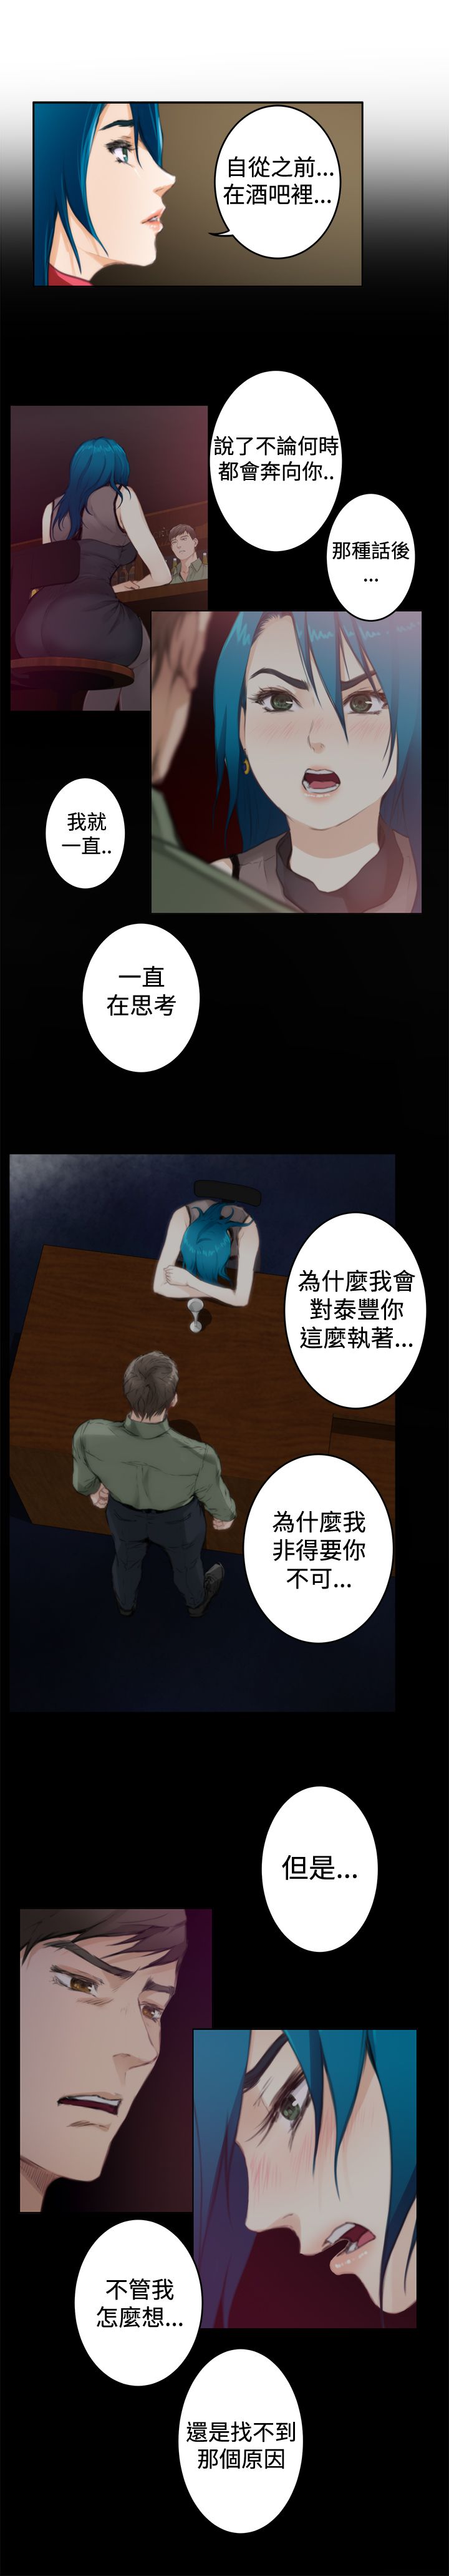 自從之前...
在酒吧裡...
說了不論何時
都會奔向你..
那種話後
...
我就
一直..
一直
在思考
為什麼我會
對泰豐你
這麼執著...
為什麼我
非得要你
不可...
但是...
不管我
怎麼想...
還是找不到
那個原因